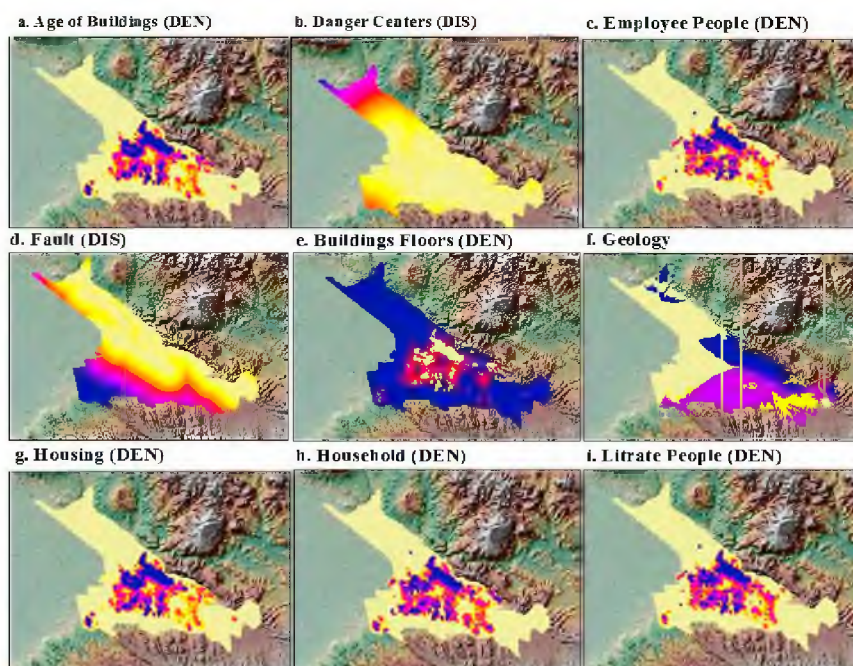 a. Age of Buildings (DEN)
b. Danger Centers (DIS)
c. Employee People (DEN)
d. Fault (DIS)
e. Buildings Floors (DEN)
f. Geology
g. Housing (DEN)
h. Household (DEN)
i. Litrate People (DEN)